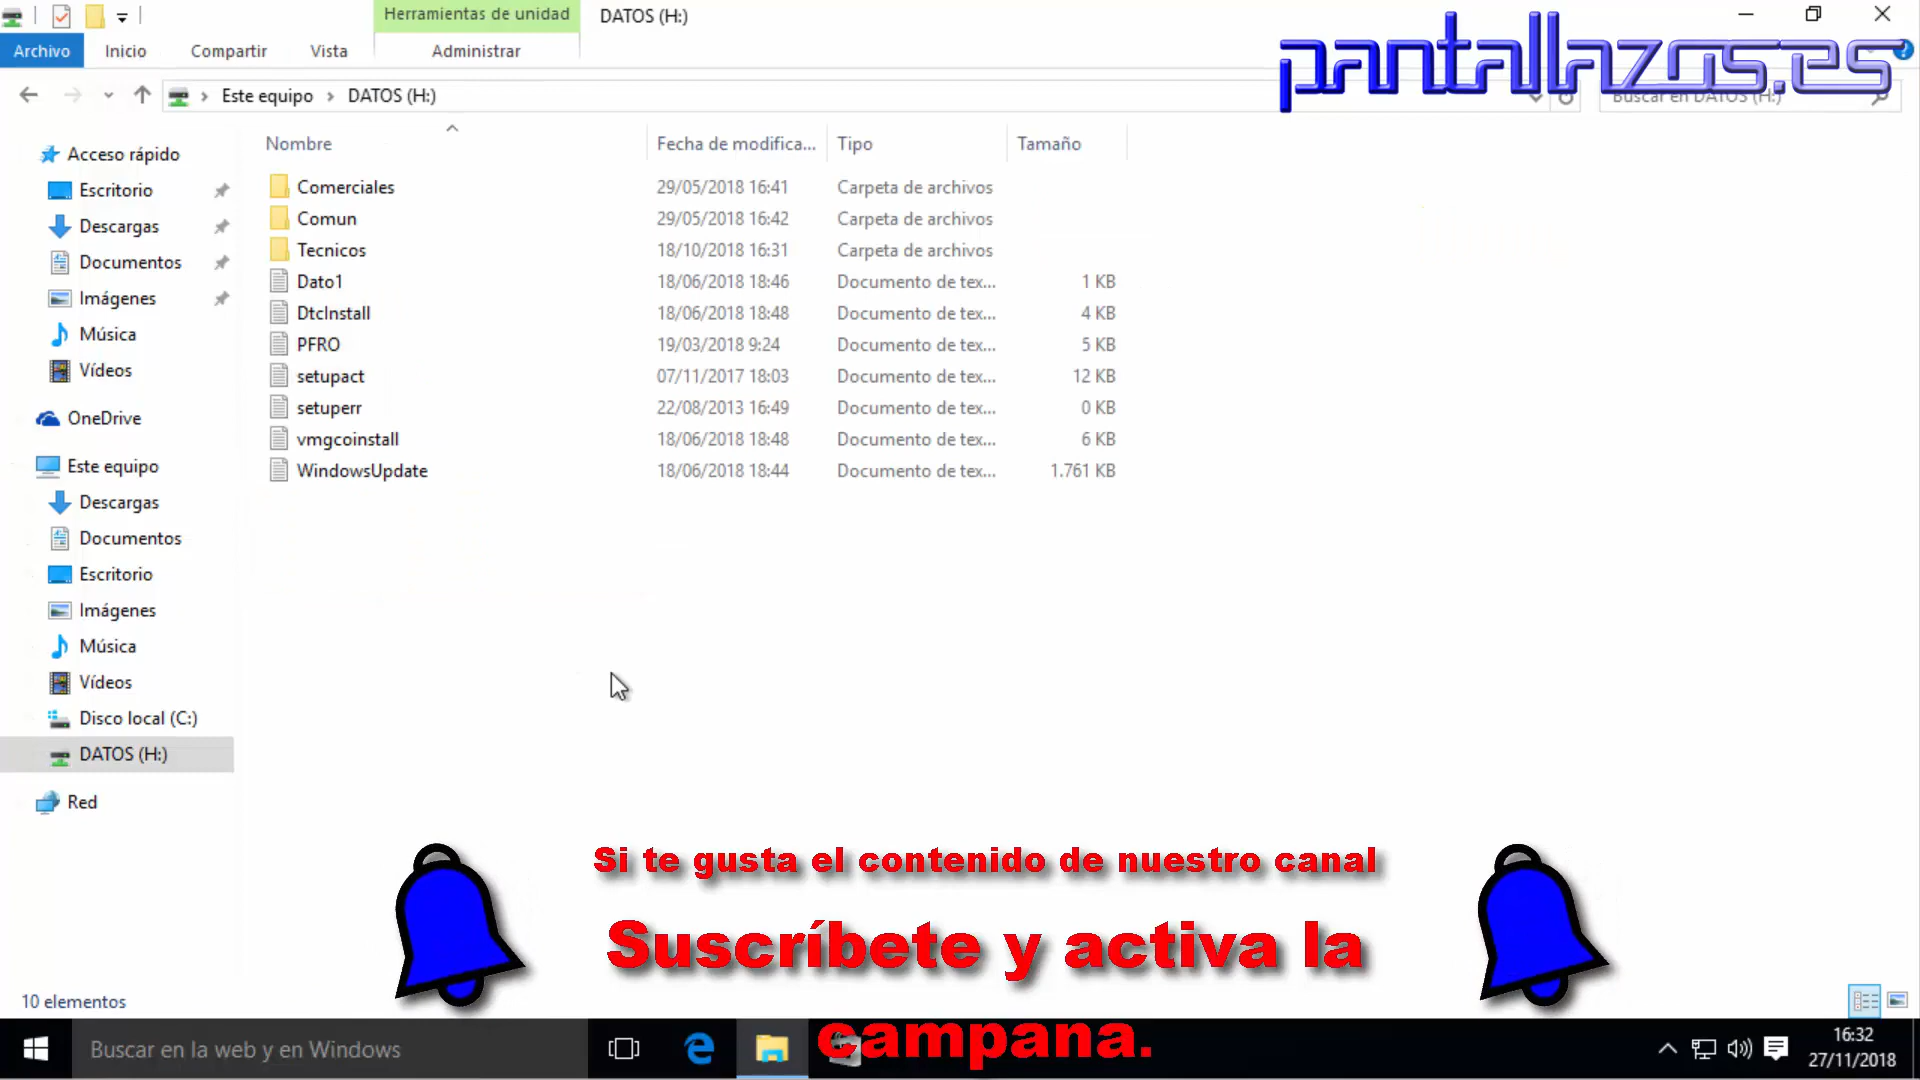 Herramientas de unidad
DATOS (H:)
Archivo
Inicio
Compartir
Vista
Administrar
pantallazos.es
Este equipo > DATOS (H:)
Buscar en DATOS (H:)
Nombre
Fecha de modifica...
Tipo
Tamaño
Acceso rápido
Escritorio
Descargas
Documentos
Imágenes
Música
Vídeos
OneDrive
Este equipo
Descargas
Documentos
Escritorio
Imágenes
Música
Vídeos
Disco local (C:)
DATOS (H:)
Red
Comerciales 29/05/2018 16:41 Carpeta de archivos
Comun 29/05/2018 16:42 Carpeta de archivos
Tecnicos 18/10/2018 16:31 Carpeta de archivos
Dato1 18/06/2018 18:46 Documento de tex... 1 KB
DtcInstall 18/06/2018 18:48 Documento de tex... 4 KB
PFRO 19/03/2018 9:24 Documento de tex... 5 KB
setupact 07/11/2017 18:03 Documento de tex... 12 KB
setuperr 22/08/2013 16:49 Documento de tex... 0 KB
vmgcoinstall 18/06/2018 18:48 Documento de tex... 6 KB
WindowsUpdate 18/06/2018 18:44 Documento de tex... 1.761 KB
Si te gusta el contenido de nuestro canal
Suscríbete y activa la
campana.
10 elementos
Buscar en la web y en Windows
16:32
27/11/2018